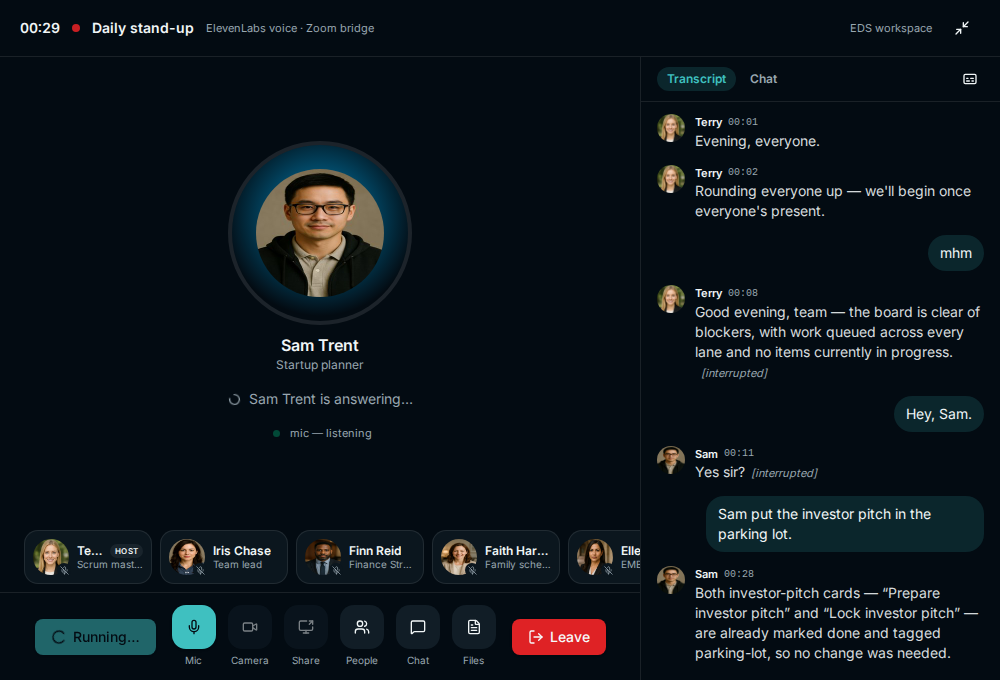 00:29 Daily stand-up ElevenLabs voice · Zoom bridge EDS workspace
Sam Trent
Startup planner
Sam Trent is answering...
mic — listening
Te... HOST
Scrum mast...
Iris Chase
Team lead
Finn Reid
Finance Str...
Faith Har...
Family sche...
Elle
EME
Running...
Mic
Camera
Share
People
Chat
Files
Leave
Transcript Chat
Terry 00:01
Evening, everyone.
Terry 00:02
Rounding everyone up — we'll begin once
everyone's present.
mhm
Terry 00:08
Good evening, team — the board is clear of
blockers, with work queued across every
lane and no items currently in progress.
[interrupted]
Hey, Sam.
Sam 00:11
Yes sir? [interrupted]
Sam put the investor pitch in the
parking lot.
Sam 00:28
Both investor-pitch cards — “Prepare
investor pitch” and “Lock investor pitch” —
are already marked done and tagged
parking-lot, so no change was needed.